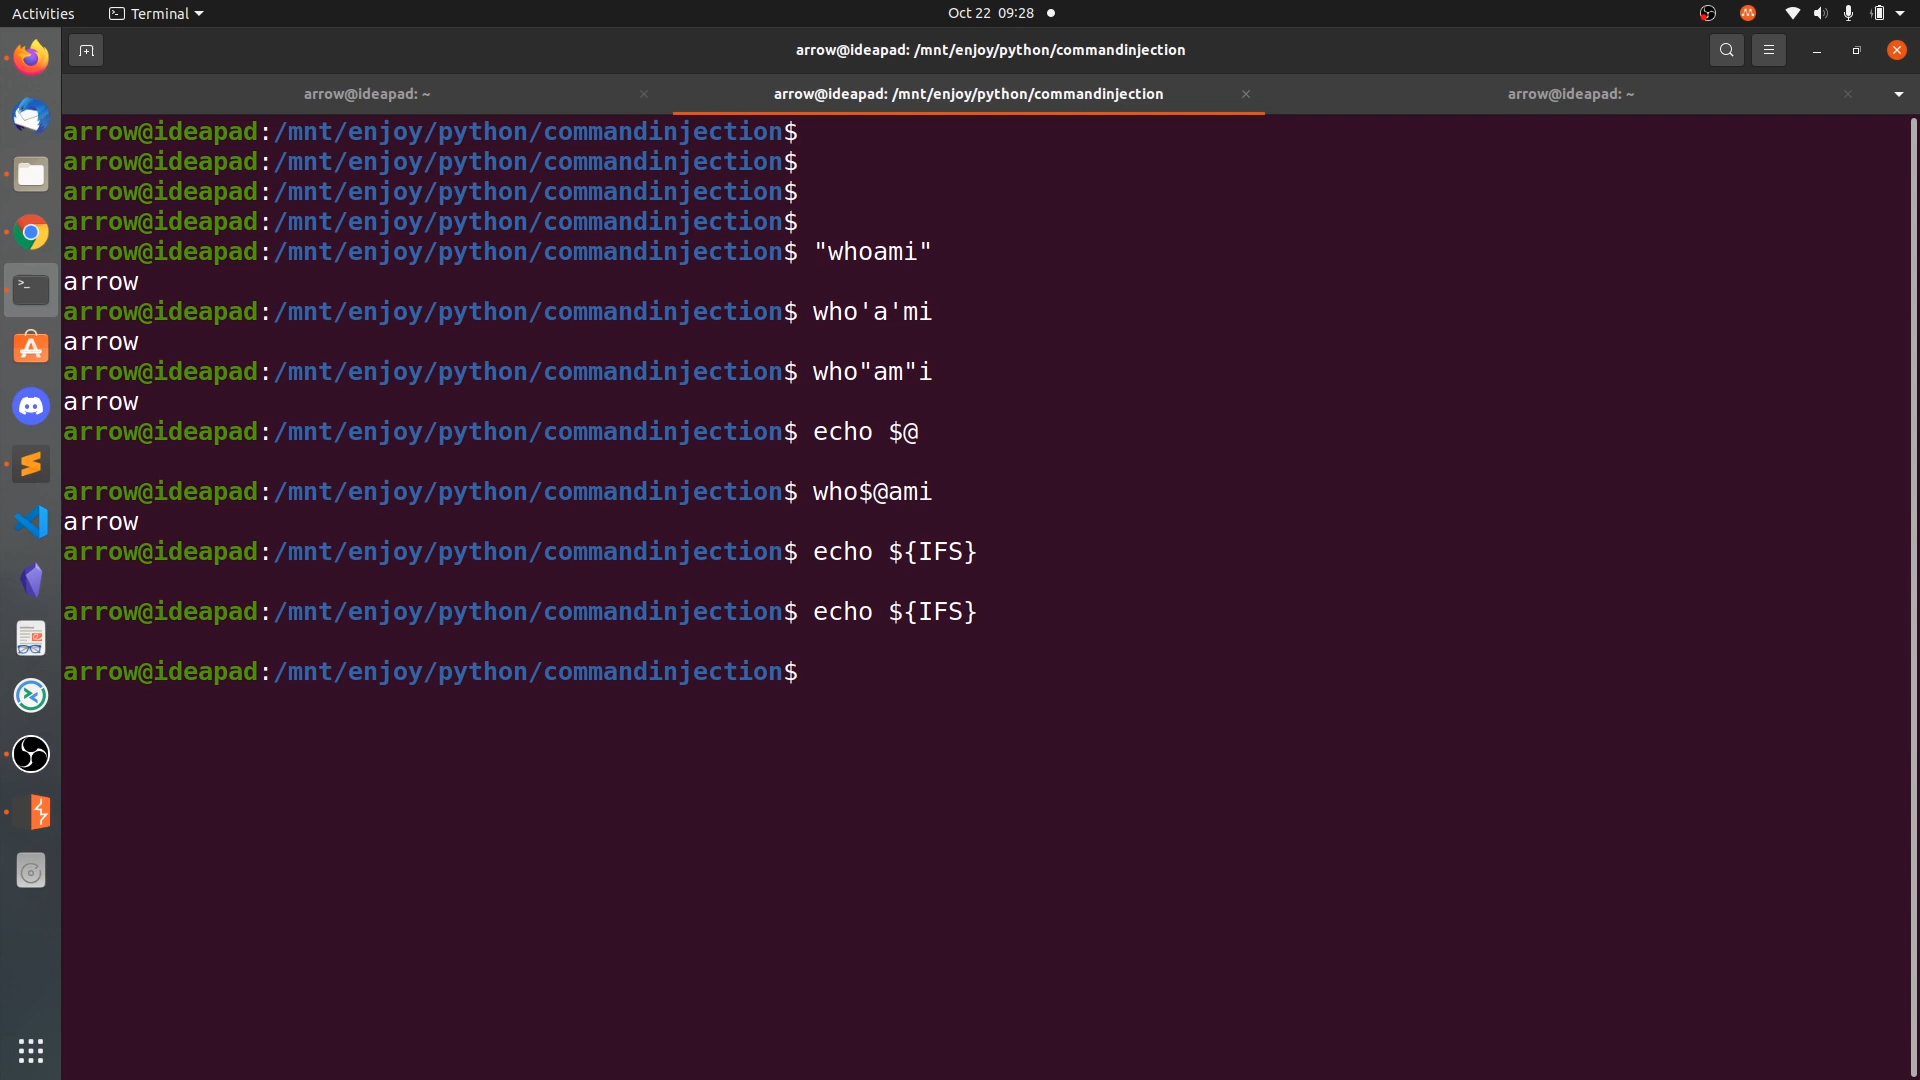 Activities Terminal Oct 22 09:28
arrow@ideapad: /mnt/enjoy/python/commandinjection
arrow@ideapad: ~ arrow@ideapad: /mnt/enjoy/python/commandinjection arrow@ideapad: ~
arrow@ideapad:/mnt/enjoy/python/commandinjection$
arrow@ideapad:/mnt/enjoy/python/commandinjection$
arrow@ideapad:/mnt/enjoy/python/commandinjection$
arrow@ideapad:/mnt/enjoy/python/commandinjection$
arrow@ideapad:/mnt/enjoy/python/commandinjection$ "whoami"
arrow
arrow@ideapad:/mnt/enjoy/python/commandinjection$ who'a'mi
arrow
arrow@ideapad:/mnt/enjoy/python/commandinjection$ who"am"i
arrow
arrow@ideapad:/mnt/enjoy/python/commandinjection$ echo $@
arrow@ideapad:/mnt/enjoy/python/commandinjection$ who$@ami
arrow
arrow@ideapad:/mnt/enjoy/python/commandinjection$ echo ${IFS}
arrow@ideapad:/mnt/enjoy/python/commandinjection$ echo ${IFS}
arrow@ideapad:/mnt/enjoy/python/commandinjection$